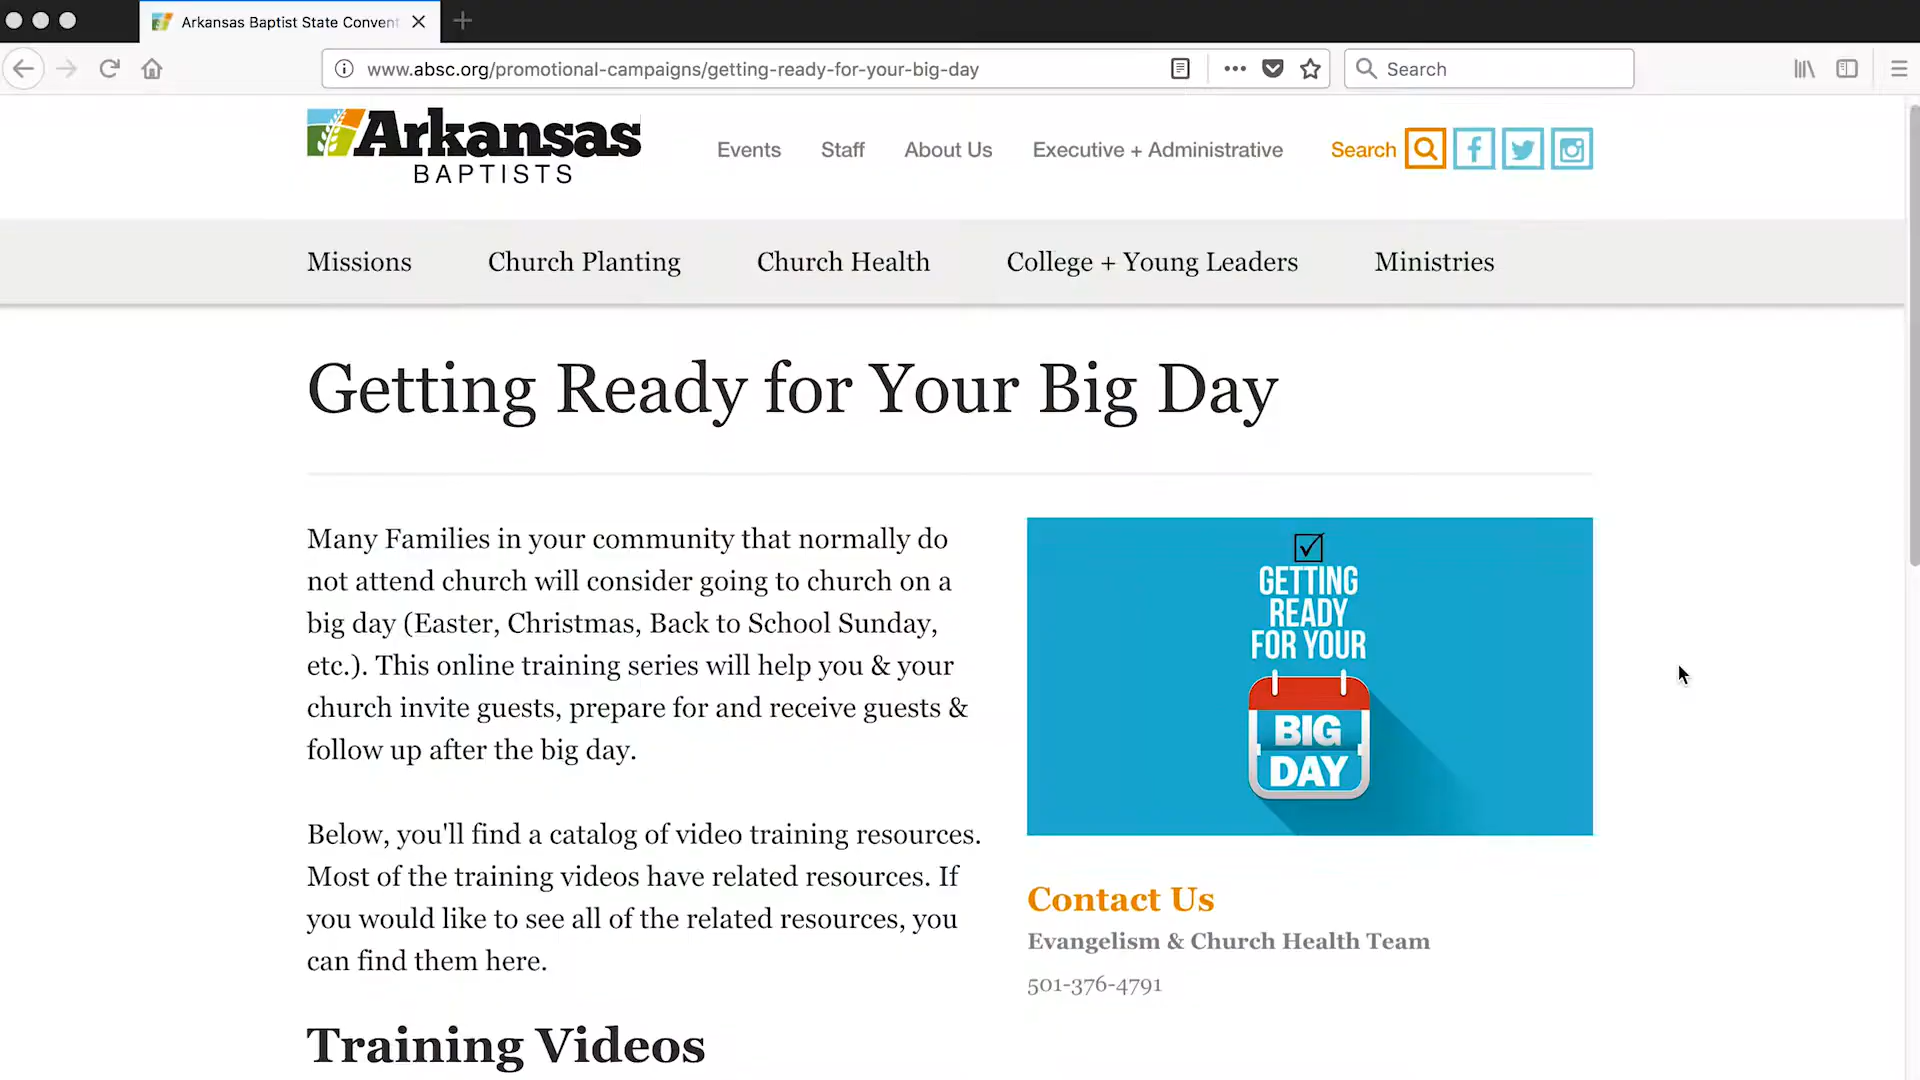 Arkansas Baptist State Convent
www.absc.org/promotional-campaigns/getting-ready-for-your-big-day
Search
Arkansas
BAPTISTS
Events
Staff
About Us
Executive + Administrative
Search
Missions
Church Planting
Church Health
College + Young Leaders
Ministries
Getting Ready for Your Big Day
Many Families in your community that normally do
not attend church will consider going to church on a
big day (Easter, Christmas, Back to School Sunday,
etc.). This online training series will help you & your
church invite guests, prepare for and receive guests &
follow up after the big day.
Below, you'll find a catalog of video training resources.
Most of the training videos have related resources. If
you would like to see all of the related resources, you
can find them here.
Training Videos
GETTING
READY
FOR YOUR
BIG
DAY
Contact Us
Evangelism & Church Health Team
501-376-4791